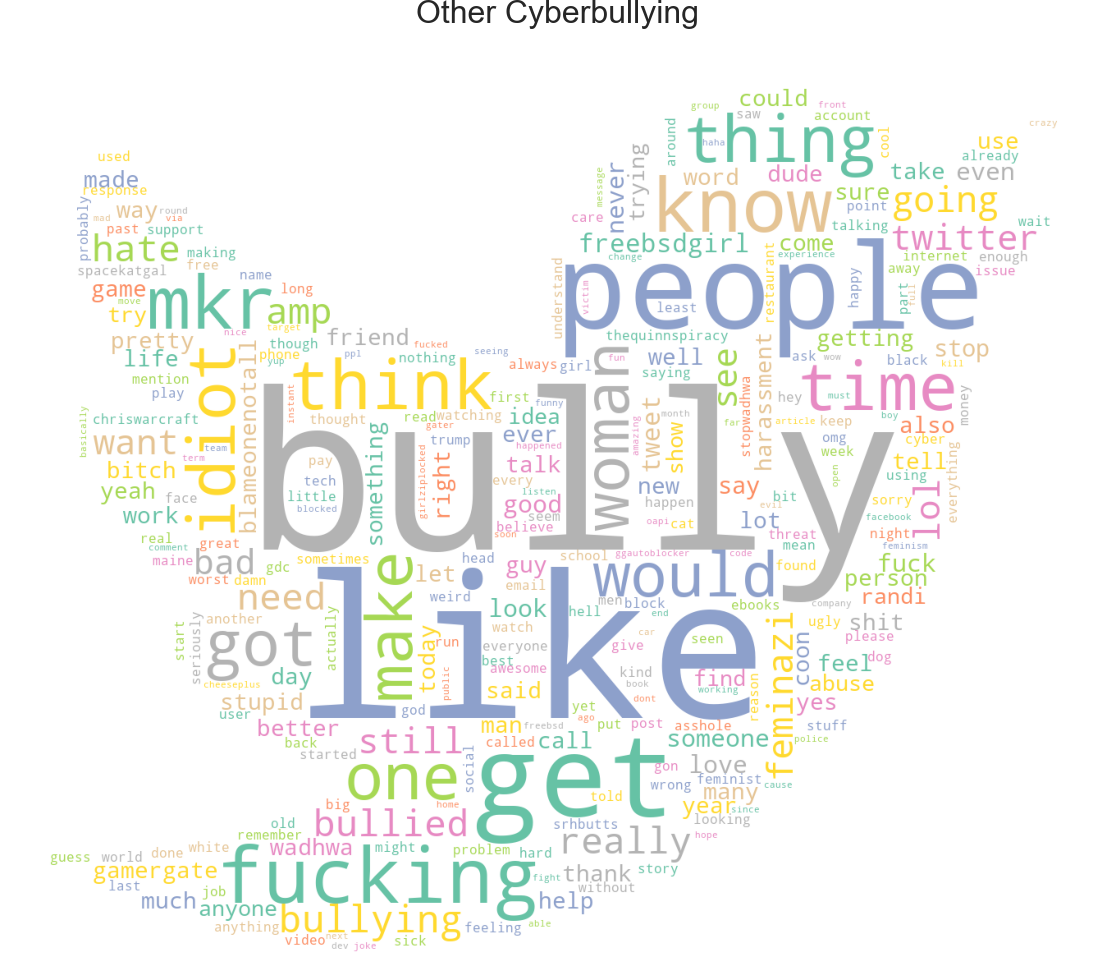 Other Cyberbullying
could
group
front
saw
account
crazy
thing
haha
cool
around
use
already
used
made
response
message
trying
never
word
dude
take
even
know
sure
going
point
way
round
mad
via
past
support
probably
care
talking
wait
twitter
hate
making
freebsdgirl
come
internet
enough
spacekatgal
free
name
change
experience
away
issue
people
game
long
mkr
amp
move
try
understand
victim
restaurant
happy
part
full
least
target
nice
though
friend
fucked
thequinnspiracy
getting
stop
pretty
life
phone
yup
ppl
nothing
seeing
always
girl
fun
well
saying
see
ask
wow
black
kill
mention
play
idiot
blamenotall
think
first
funny
woman
harassment
stopwadhwa
hey
time
must
boy
money
basically
chriswarcraft
instant
thought
read
watching
gater
idea
month
tweet
show
far
article
keep
also
want
team
term
something
trump
ever
happened
amazing
omg
cyber
bully
bitch
pay
girlziplocked
right
talk
week
tell
open
yeah
face
tech
little
blocked
every
listen
good
new
say
bit
using
sorry
lol
everything
happen
evil
facebook
work
seem
believe
oapi
cat
lot
threat
night
real
comment
great
soon
mean
feminism
bad
maine
gdc
sometimes
head
school
ggautoblocker
code
found
fuck
worst
damn
let
guy
would
person
need
weird
email
men
block
ebooks
company
randi
look
hell
end
like
another
start
seriously
got
actually
make
today
run
watch
everyone
car
give
seen
feminazi
coon
ugly
shit
please
best
awesome
kind
book
find
working
feel
dog
day
cheeseplus
public
said
dont
reason
abuse
stupid
user
god
yet
ago
put
post
asshole
yes
better
man
freebsd
stuff
back
started
still
called
call
someone
police
one
get
social
gon
love
wrong
feminist
cause
told
many
big
home
year
since
looking
old
bullied
srhbutts
remember
really
hope
guess
world
done
white
wadhwa
might
problem
hard
gamergate
fucking
fight
thank
story
last
job
without
much
anyone
help
anything
bullying
feeling
able
video
next
dev
joke
sick